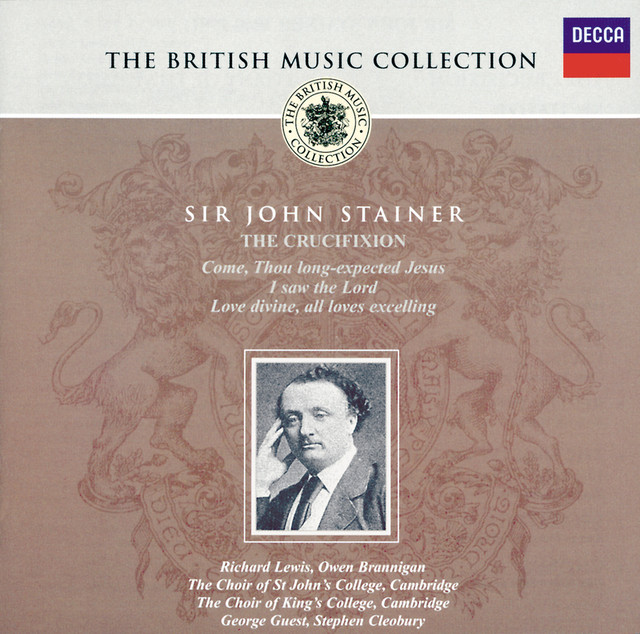 DECCA
THE BRITISH MUSIC COLLECTION
· THE BRITISH MUSIC ·
COLLECTION
SIR JOHN STAINER
THE CRUCIFIXION
Come, Thou long-expected Jesus
I saw the Lord
Love divine, all loves excelling
DIEU
DROIT
Richard Lewis, Owen Brannigan
The Choir of St John's College, Cambridge
The Choir of King's College, Cambridge
George Guest, Stephen Cleobury